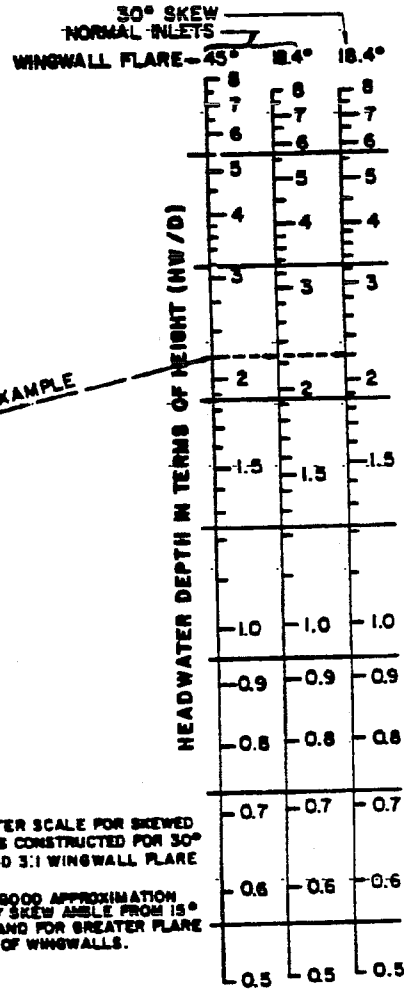 30° SKEW
NORMAL INLETS
WINGWALL FLARE 45° 18.4° 18.4°
8 8 8
7 7 7
6 6 6
5 5 5
4 4 4
3 3 3
EXAMPLE
2 2 2
1.5 1.5 1.5
1.0 1.0 1.0
0.9 0.9 0.9
0.8 0.8 0.8
0.7 0.7 0.7
0.6 0.6 0.6
0.5 0.5 0.5
HEADWATER DEPTH IN TERMS OF HEIGHT (HW/D)
TER SCALE FOR SKEWED
S CONSTRUCTED FOR 30°
D 3:1 WINGWALL FLARE
GOOD APPROXIMATION
Y SKEW ANGLE FROM 15°
AND FOR GREATER FLARE
OF WINGWALLS.